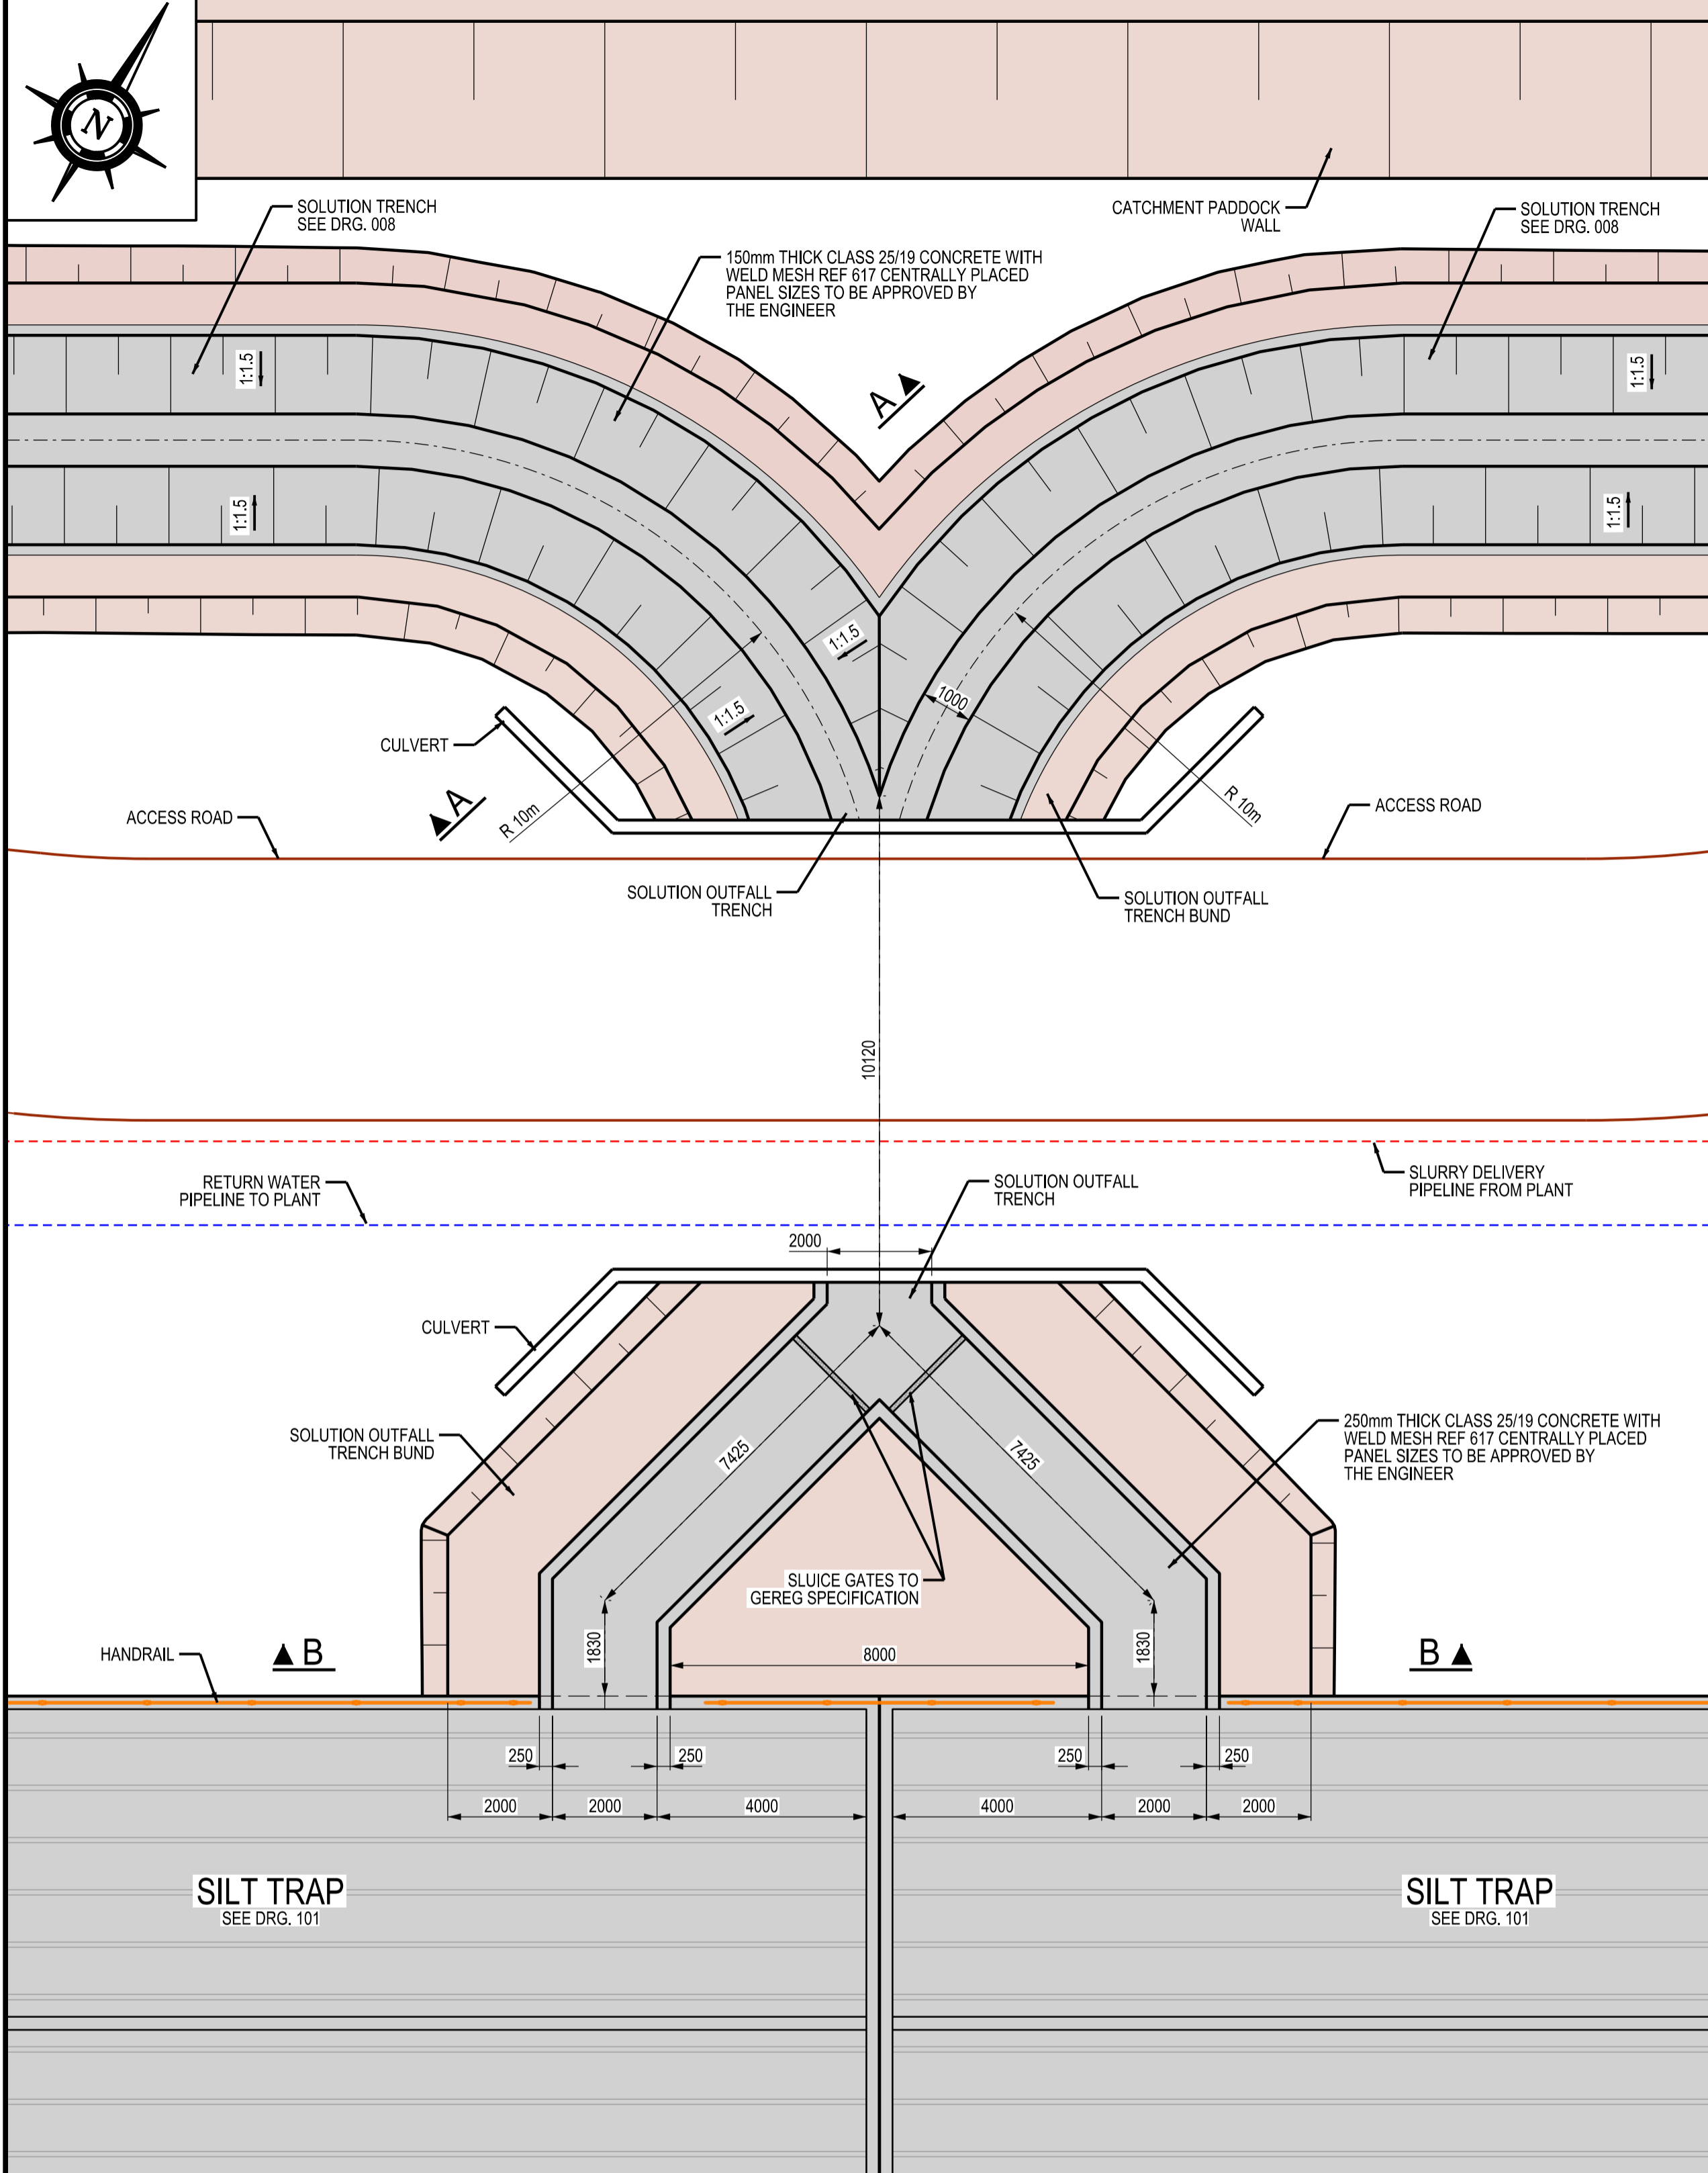 N
SOLUTION TRENCH
SEE DRG. 008
CATCHMENT PADDOCK
WALL
SOLUTION TRENCH
SEE DRG. 008
150mm THICK CLASS 25/19 CONCRETE WITH
WELD MESH REF 617 CENTRALLY PLACED
PANEL SIZES TO BE APPROVED BY
THE ENGINEER
1:1.5
1:1.5
A
1:1.5
1:1.5
1:1.5
1:1.5
1000
CULVERT
A
R 10m
R 10m
ACCESS ROAD
ACCESS ROAD
SOLUTION OUTFALL
TRENCH
SOLUTION OUTFALL
TRENCH BUND
10120
RETURN WATER
PIPELINE TO PLANT
SOLUTION OUTFALL
TRENCH
SLURRY DELIVERY
PIPELINE FROM PLANT
2000
CULVERT
SOLUTION OUTFALL
TRENCH BUND
7425
7425
250mm THICK CLASS 25/19 CONCRETE WITH
WELD MESH REF 617 CENTRALLY PLACED
PANEL SIZES TO BE APPROVED BY
THE ENGINEER
SLUICE GATES TO
GEREG SPECIFICATION
HANDRAIL
B
1830
8000
1830
B
250
250
250
250
2000
2000
4000
4000
2000
2000
SILT TRAP
SEE DRG. 101
SILT TRAP
SEE DRG. 101